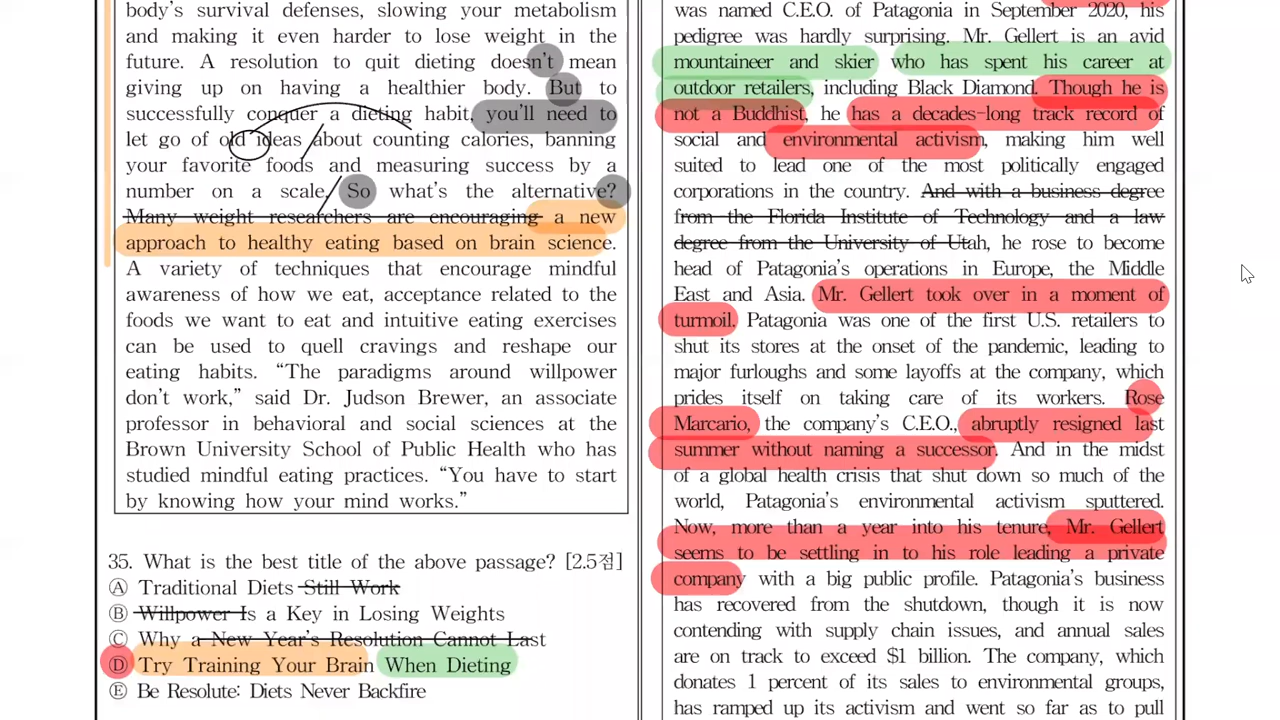 body's survival defenses, slowing your metabolism
and making it even harder to lose weight in the
future. A resolution to quit dieting doesn't mean
giving up on having a healthier body. But to
successfully conquer a dieting habit, you'll need to
let go of old ideas about counting calories, banning
your favorite foods and measuring success by a
number on a scale. So what's the alternative?
Many weight researchers are encouraging a new
approach to healthy eating based on brain science.
A variety of techniques that encourage mindful
awareness of how we eat, acceptance related to the
foods we want to eat and intuitive eating exercises
can be used to quell cravings and reshape our
eating habits. “The paradigms around willpower
don't work,” said Dr. Judson Brewer, an associate
professor in behavioral and social sciences at the
Brown University School of Public Health who has
studied mindful eating practices. “You have to start
by knowing how your mind works.”
35. What is the best title of the above passage? [2.5점]
Ⓐ Traditional Diets Still Work
Ⓑ Willpower Is a Key in Losing Weights
Ⓒ Why a New Year's Resolution Cannot Last
Ⓓ Try Training Your Brain When Dieting
Ⓔ Be Resolute: Diets Never Backfire
was named C.E.O. of Patagonia in September 2020, his
pedigree was hardly surprising. Mr. Gellert is an avid
mountaineer and skier who has spent his career at
outdoor retailers, including Black Diamond. Though he is
not a Buddhist, he has a decades-long track record of
social and environmental activism, making him well
suited to lead one of the most politically engaged
corporations in the country. And with a business degree
from the Florida Institute of Technology and a law
degree from the University of Utah, he rose to become
head of Patagonia's operations in Europe, the Middle
East and Asia. Mr. Gellert took over in a moment of
turmoil. Patagonia was one of the first U.S. retailers to
shut its stores at the onset of the pandemic, leading to
major furloughs and some layoffs at the company, which
prides itself on taking care of its workers. Rose
Marcario, the company's C.E.O., abruptly resigned last
summer without naming a successor. And in the midst
of a global health crisis that shut down so much of the
world, Patagonia's environmental activism sputtered.
Now, more than a year into his tenure, Mr. Gellert
seems to be settling in to his role leading a private
company with a big public profile. Patagonia's business
has recovered from the shutdown, though it is now
contending with supply chain issues, and annual sales
are on track to exceed $1 billion. The company, which
donates 1 percent of its sales to environmental groups,
has ramped up its activism and went so far as to pull